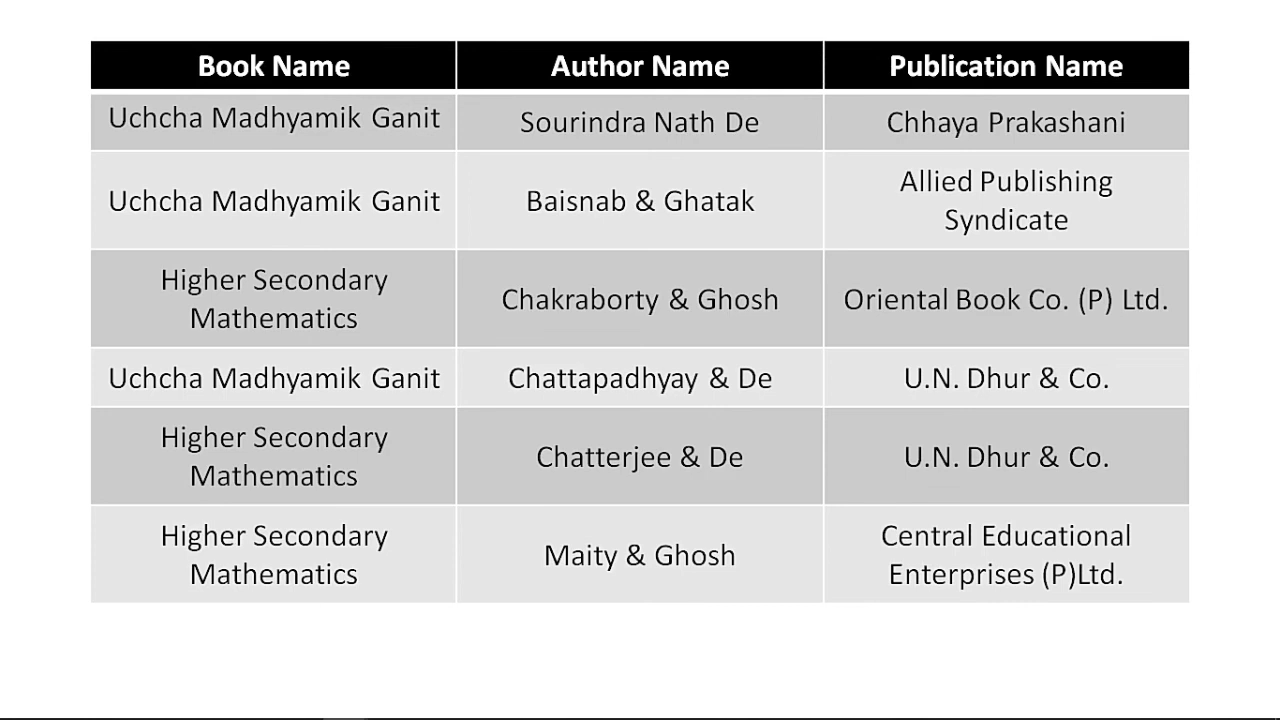 Book Name Author Name Publication Name
Uchcha Madhyamik Ganit Sourindra Nath De Chhaya Prakashani
Uchcha Madhyamik Ganit Baisnab & Ghatak Allied Publishing
Syndicate
Higher Secondary
Mathematics Chakraborty & Ghosh Oriental Book Co. (P) Ltd.
Uchcha Madhyamik Ganit Chattapadhyay & De U.N. Dhur & Co.
Higher Secondary
Mathematics Chatterjee & De U.N. Dhur & Co.
Higher Secondary
Mathematics Maity & Ghosh Central Educational
Enterprises (P)Ltd.